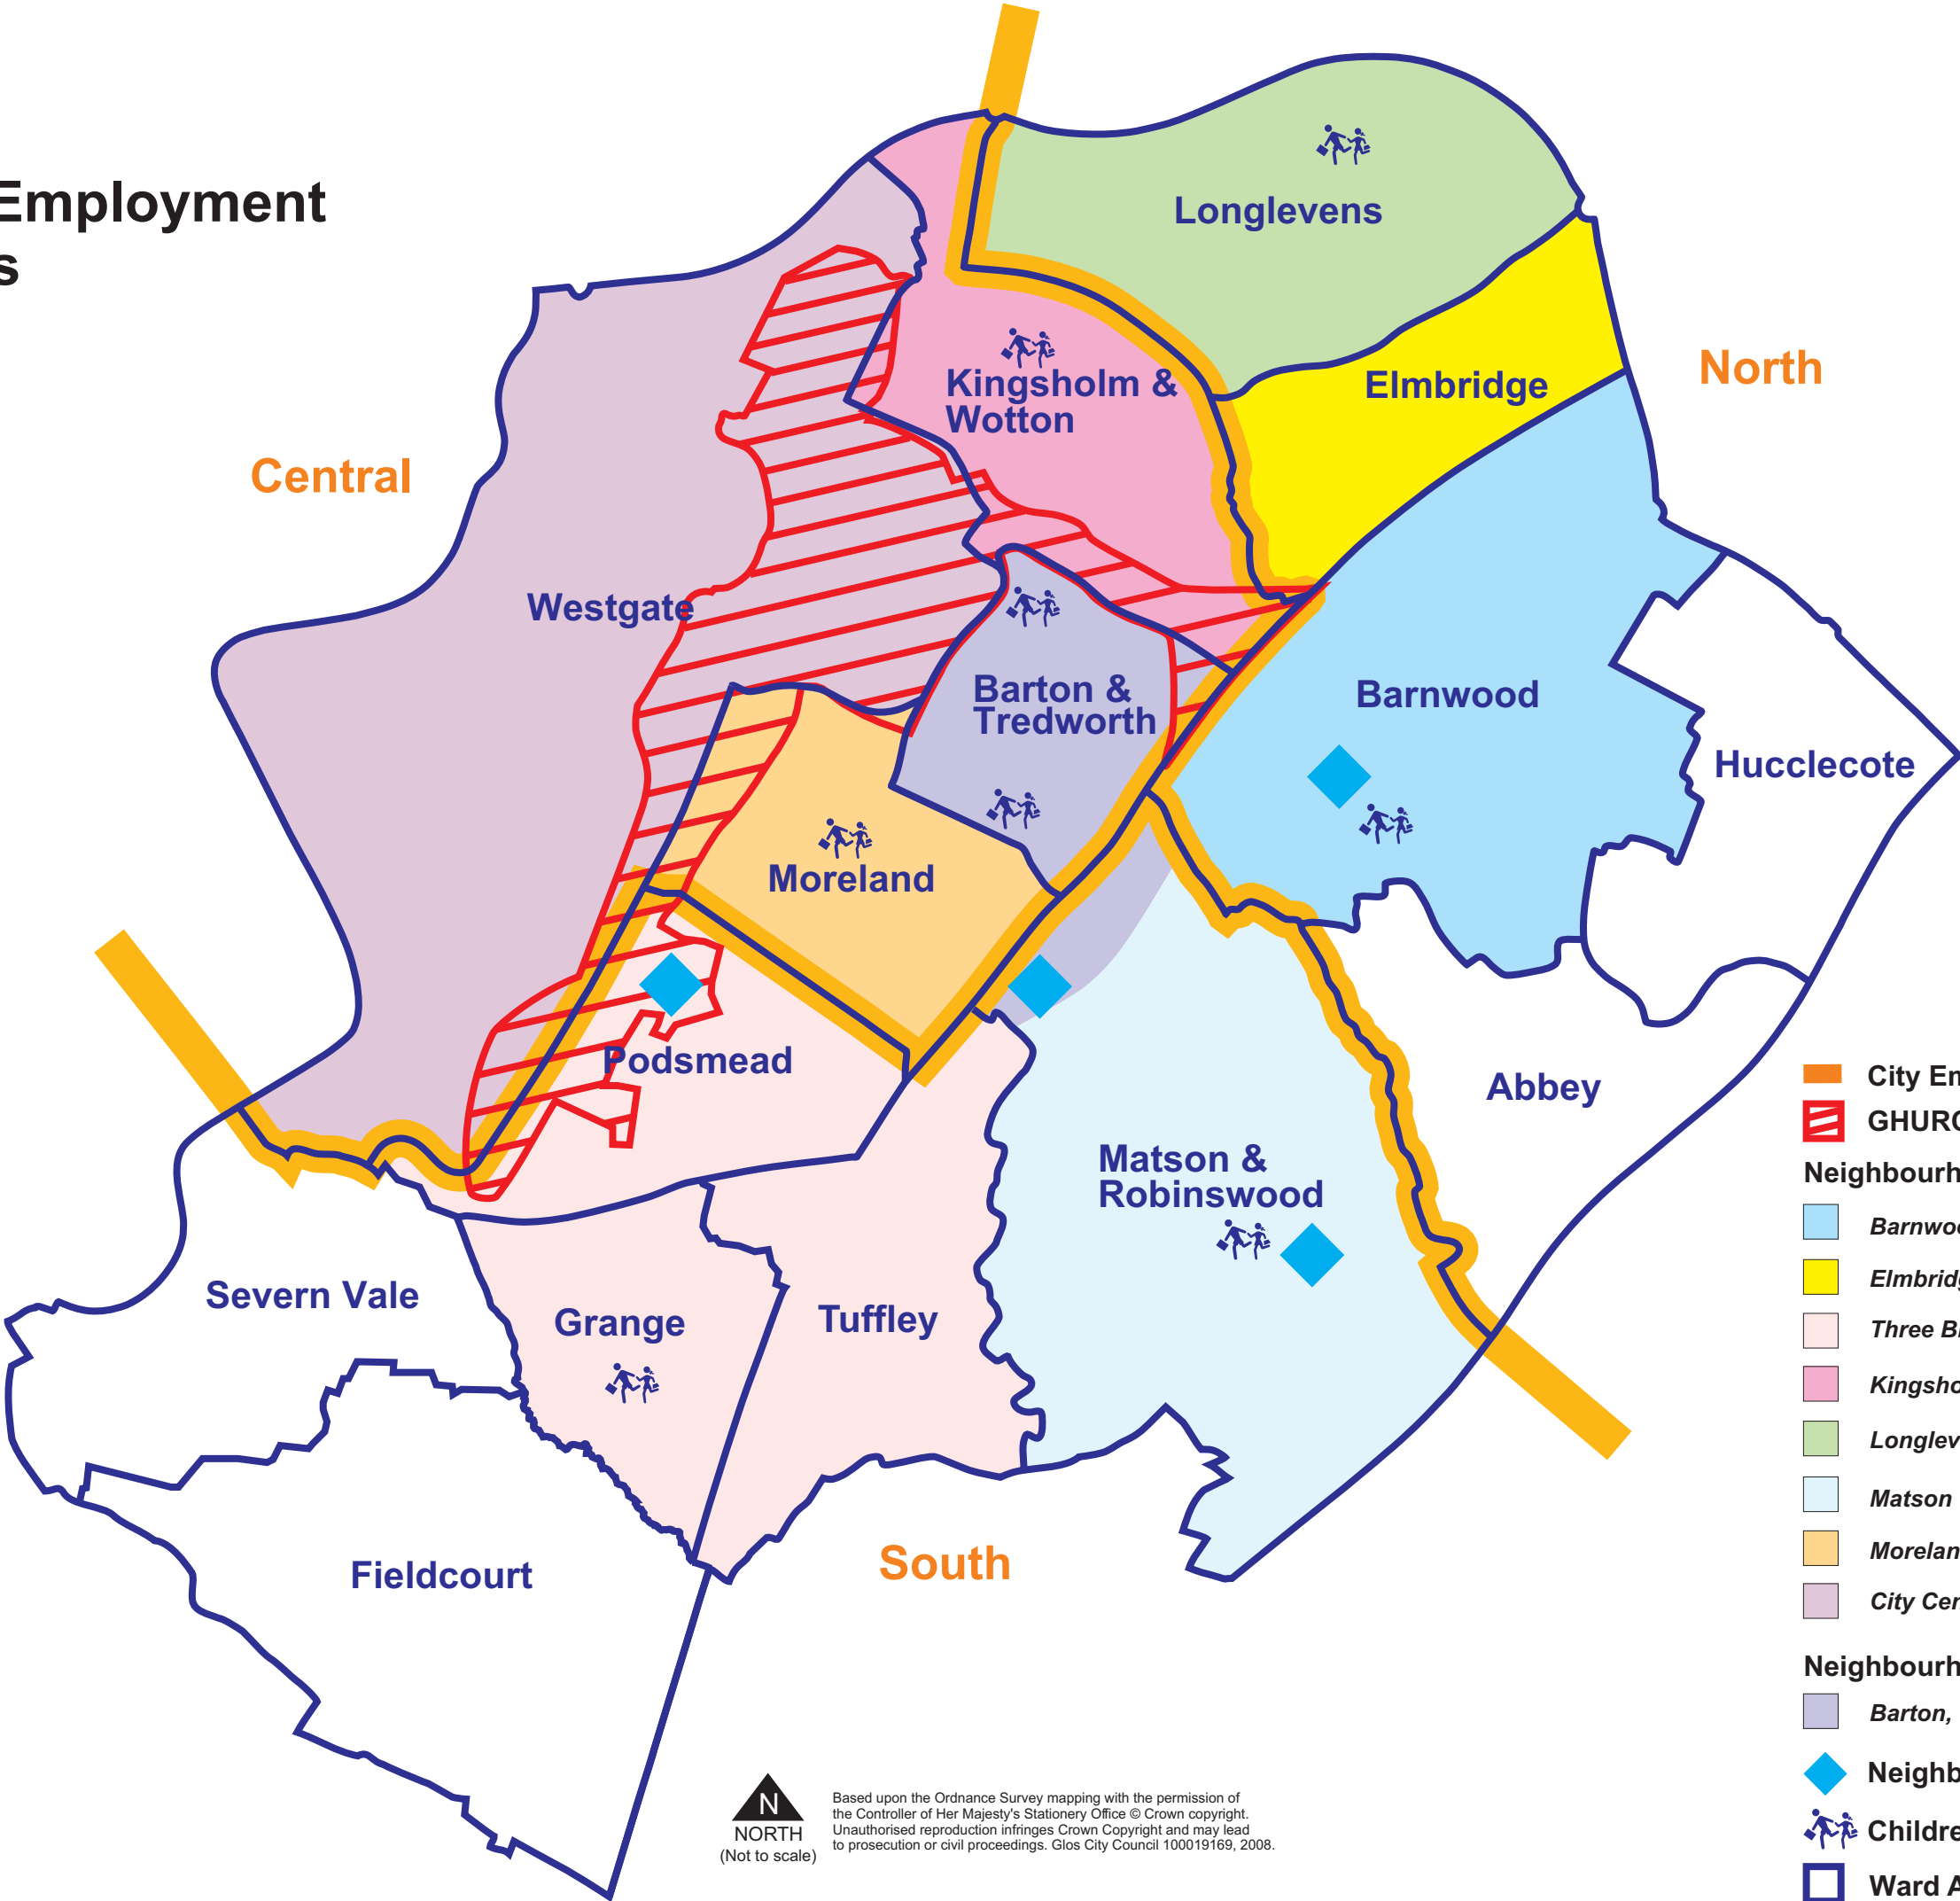 Employment
s
Longlevens
North
Elmbridge
Kingsholm &
Wotton
Central
Westgate
Barton &
Tredworth
Barnwood
Hucclecote
Moreland
Podsmead
Abbey
Matson &
Robinswood
Severn Vale
Grange
Tuffley
South
Fieldcourt
City En
GHURC
Neighbourh
Barnwoo
Elmbridg
Three Br
Kingsho
Longlev
Matson
Morelan
City Cen
Neighbourh
Barton,
Neighb
Childre
Ward A
N
NORTH
(Not to scale)
Based upon the Ordnance Survey mapping with the permission of
the Controller of Her Majesty's Stationery Office © Crown copyright.
Unauthorised reproduction infringes Crown Copyright and may lead
to prosecution or civil proceedings. Glos City Council 100019169, 2008.